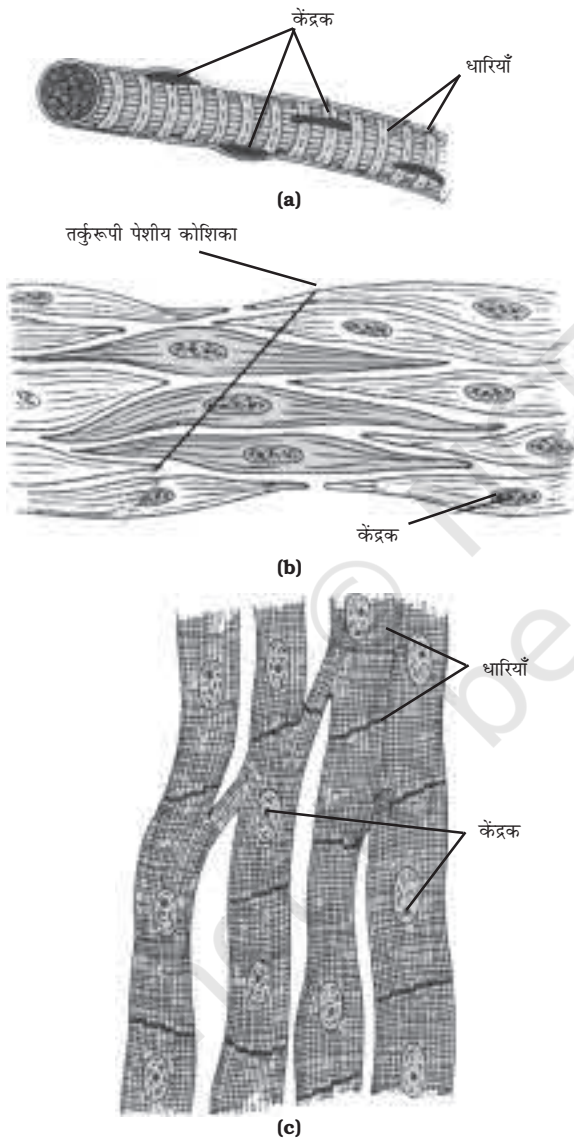 केंद्रक
धारियाँ
(a)
तर्कुरूपी पेशीय कोशिका
केंद्रक
(b)
धारियाँ
केंद्रक
(c)